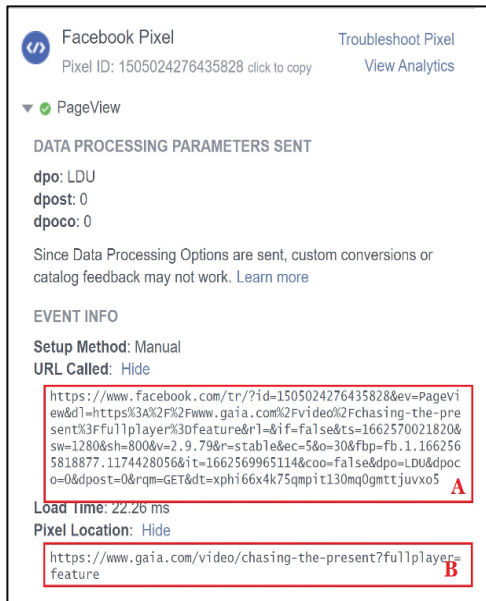 Facebook Pixel
Troubleshoot Pixel
Pixel ID: 1505024276435828 click to copy
View Analytics
PageView
DATA PROCESSING PARAMETERS SENT
dpo: LDU
dpost: 0
dpoco: 0
Since Data Processing Options are sent, custom conversions or
catalog feedback may not work. Learn more
EVENT INFO
Setup Method: Manual
URL Called: Hide
https://www.facebook.com/tr/?id=1505024276435828&ev=PageVi
ew&dl=https%3A%2F%2Fwww.gaia.com%2Fvideo%2Fchasing-the-pre
sent%3Ffullplayer%3Dfeature&rl=&if=false&ts=1662570021820&
sw=1280&sh=800&v=2.9.79&r=stable&ec=5&o=30&fbp=fb.1.166256
5818877.1174428056&it=1662569965114&coo=false&dpo=LDU&dpoc
o=0&dpost=0&rqm=GET&dt=xphi66x4k75qmpit130mq0gmttjuvxo5
A
Load Time: 22.26 ms
Pixel Location: Hide
https://www.gaia.com/video/chasing-the-present?fullplayer=
feature
B